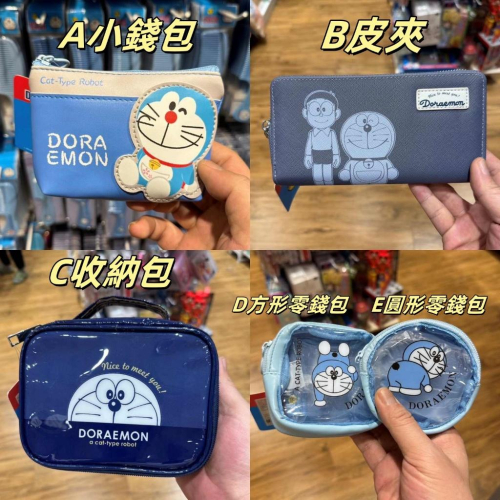 A小錢包
Cat-Type Robot
DORA
EMON
B皮夾
Nice to meet you!
Doraemon
C收納包
Nice to meet you!
DORAEMON
a cat-type robot
D方形零錢包
E圓形零錢包
DORAEMON